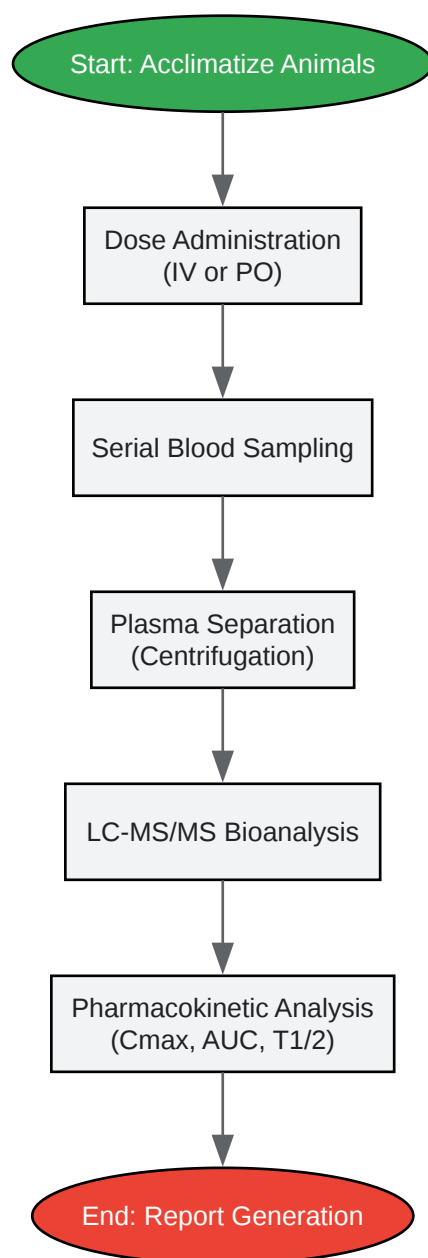 Start: Acclimatize Animals
Dose Administration
(IV or PO)
Serial Blood Sampling
Plasma Separation
(Centrifugation)
LC-MS/MS Bioanalysis
Pharmacokinetic Analysis
(Cmax, AUC, T1/2)
End: Report Generation